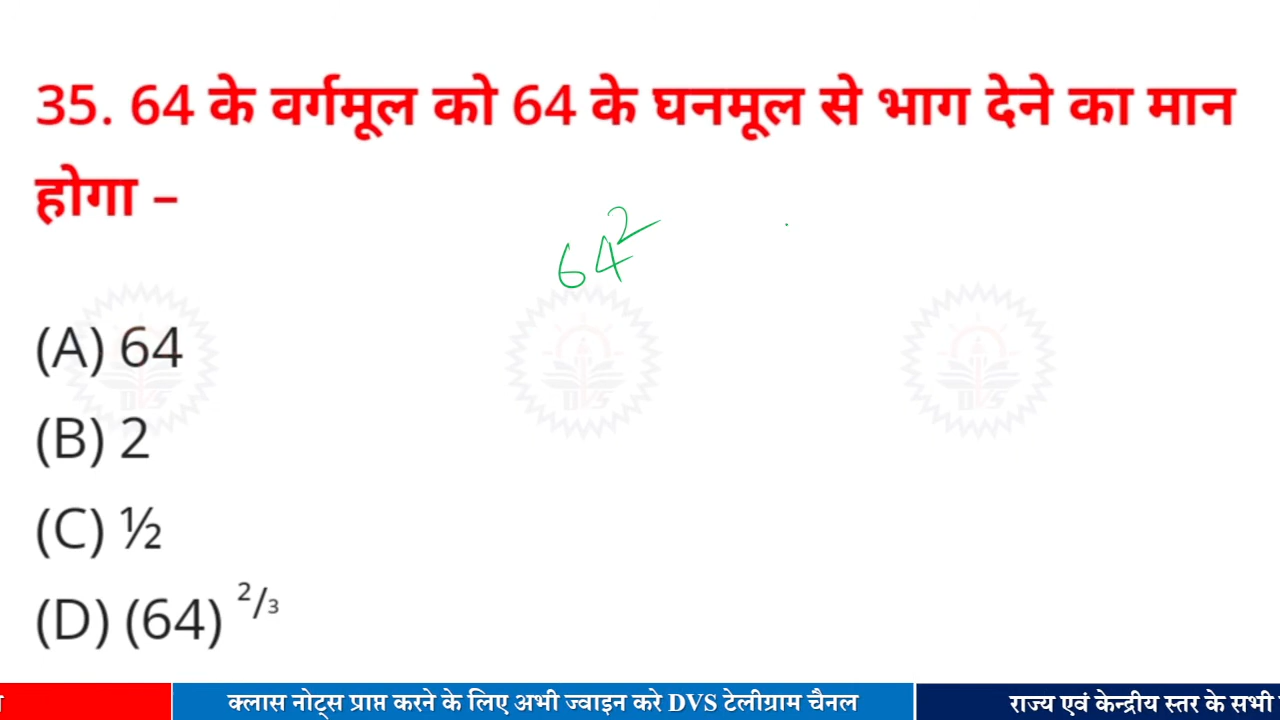 35. 64 के वर्गमूल को 64 के घनमूल से भाग देने का मान
होगा –
64²
(A) 64
(B) 2
(C) ½
(D) (64) ²/₃
क्लास नोट्स प्राप्त करने के लिए अभी ज्वाइन करे DVS टेलीग्राम चैनल
राज्य एवं केन्द्रीय स्तर के सभी